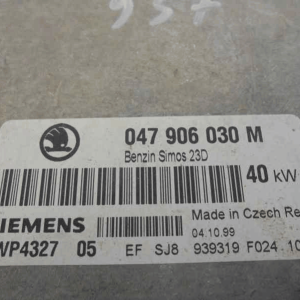 957
047 906 030 M
Benzin Simos 23D
40 kW
SIEMENS
Made in Czech Re
04.10.99
WP4327 05 EF SJ8 939319 F024 10